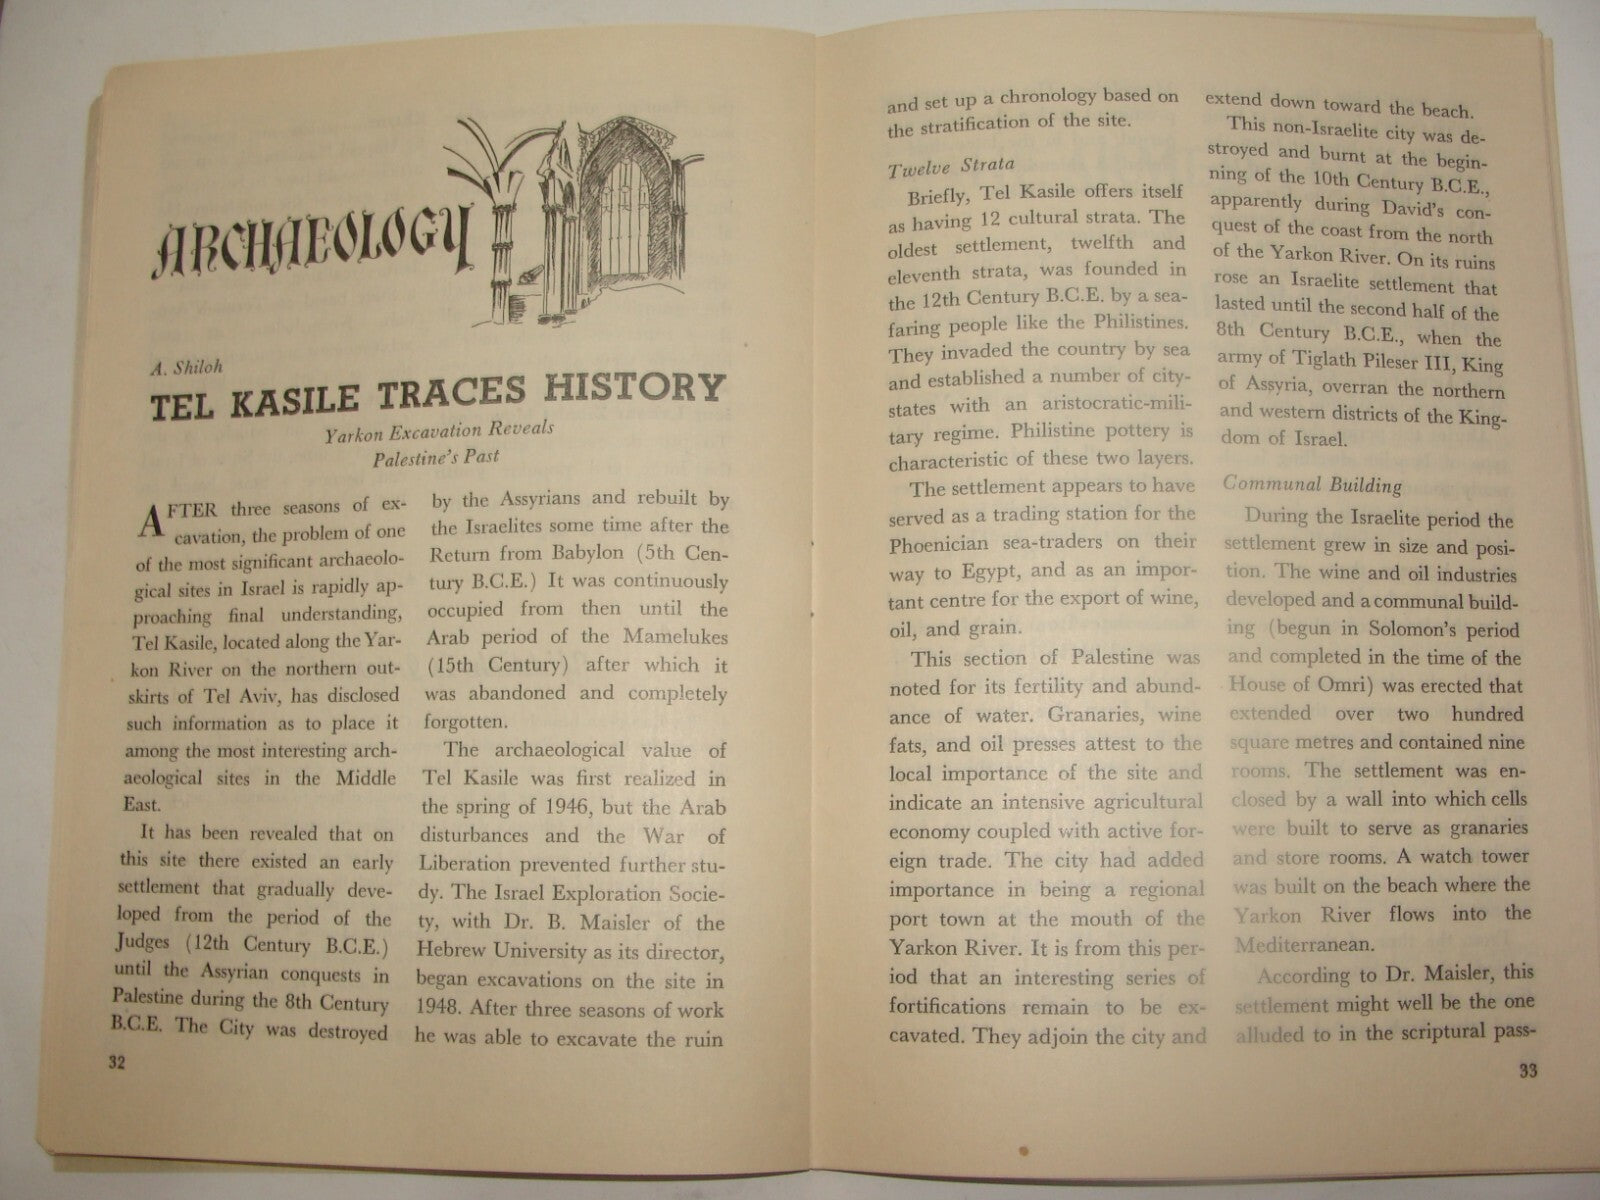 ARCHAEOLOGY
A. Shiloh
TEL KASILE TRACES HISTORY
Yarkon Excavation Reveals
Palestine's Past
AFTER three seasons of ex-
cavation, the problem of one
of the most significant archaeolo-
gical sites in Israel is rapidly ap-
proaching final understanding,
Tel Kasile, located along the Yar-
kon River on the northern out-
skirts of Tel Aviv, has disclosed
such information as to place it
among the most interesting arch-
aeological sites in the Middle
East.
It has been revealed that on
this site there existed an early
settlement that gradually deve-
loped from the period of the
Judges (12th Century B.C.E.)
until the Assyrian conquests in
Palestine during the 8th Century
B.C.E. The City was destroyed
32
by the Assyrians and rebuilt by
the Israelites some time after the
Return from Babylon (5th Cen-
tury B.C.E.) It was continuously
occupied from then until the
Arab period of the Mamelukes
(15th Century) after which it
was abandoned and completely
forgotten.
The archaeological value of
Tel Kasile was first realized in
the spring of 1946, but the Arab
disturbances and the War of
Liberation prevented further stu-
dy. The Israel Exploration Socie-
ty, with Dr. B. Maisler of the
Hebrew University as its director,
began excavations on the site in
1948. After three seasons of work
he was able to excavate the ruin
and set up a chronology based on
the stratification of the site.
Twelve Strata
Briefly, Tel Kasile offers itself
as having 12 cultural strata. The
oldest settlement, twelfth and
eleventh strata, was founded in
the 12th Century B.C.E. by a sea-
faring people like the Philistines.
They invaded the country by sea
and established a number of city-
states with an aristocratic-mili-
tary regime. Philistine pottery is
characteristic of these two layers.
The settlement appears to have
served as a trading station for the
Phoenician sea-traders on their
way to Egypt, and as an impor-
tant centre for the export of wine,
oil, and grain.
This section of Palestine was
noted for its fertility and abund-
ance of water. Granaries, wine
fats, and oil presses attest to the
local importance of the site and
indicate an intensive agricultural
economy coupled with active for-
eign trade. The city had added
importance in being a regional
port town at the mouth of the
Yarkon River. It is from this per-
iod that an interesting series of
fortifications remain to be ex-
cavated. They adjoin the city and
extend down toward the beach.
This non-Israelite city was de-
stroyed and burnt at the begin-
ning of the 10th Century B.C.E.,
apparently during David's con-
quest of the coast from the north
of the Yarkon River. On its ruins
rose an Israelite settlement that
lasted until the second half of the
8th Century B.C.E., when the
army of Tiglath Pileser III, King
of Assyria, overran the northern
and western districts of the King-
dom of Israel.
Communal Building
During the Israelite period the
settlement grew in size and posi-
tion. The wine and oil industries
developed and a communal build-
ing (begun in Solomon's period
and completed in the time of the
House of Omri) was erected that
extended over two hundred
square metres and contained nine
rooms. The settlement was en-
closed by a wall into which cells
were built to serve as granaries
and store rooms. A watch tower
was built on the beach where the
Yarkon River flows into the
Mediterranean.
According to Dr. Maisler, this
settlement might well be the one
alluded to in the scriptural pass-
33